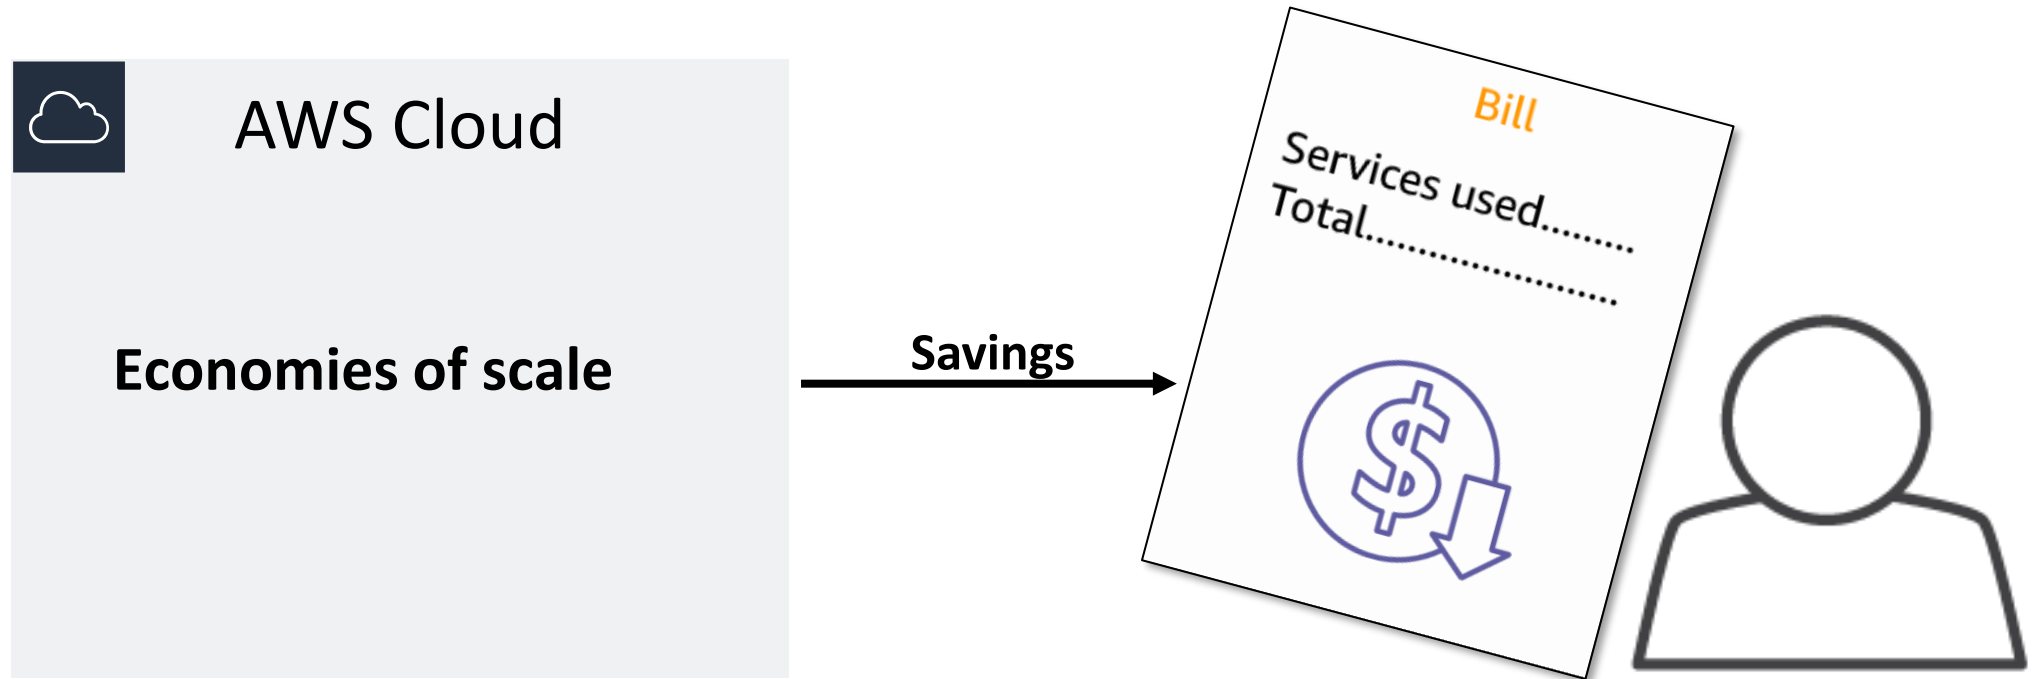 AWS Cloud
Economies of scale
Savings
Bill
Services used.........
Total........................
$